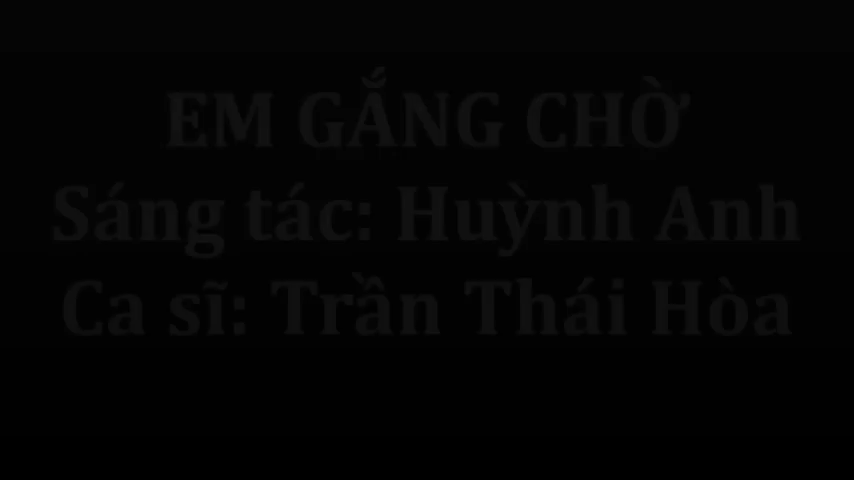 EM GẮNG CHỜ
Sáng tác: Huỳnh Anh
Ca sĩ: Trần Thái Hòa